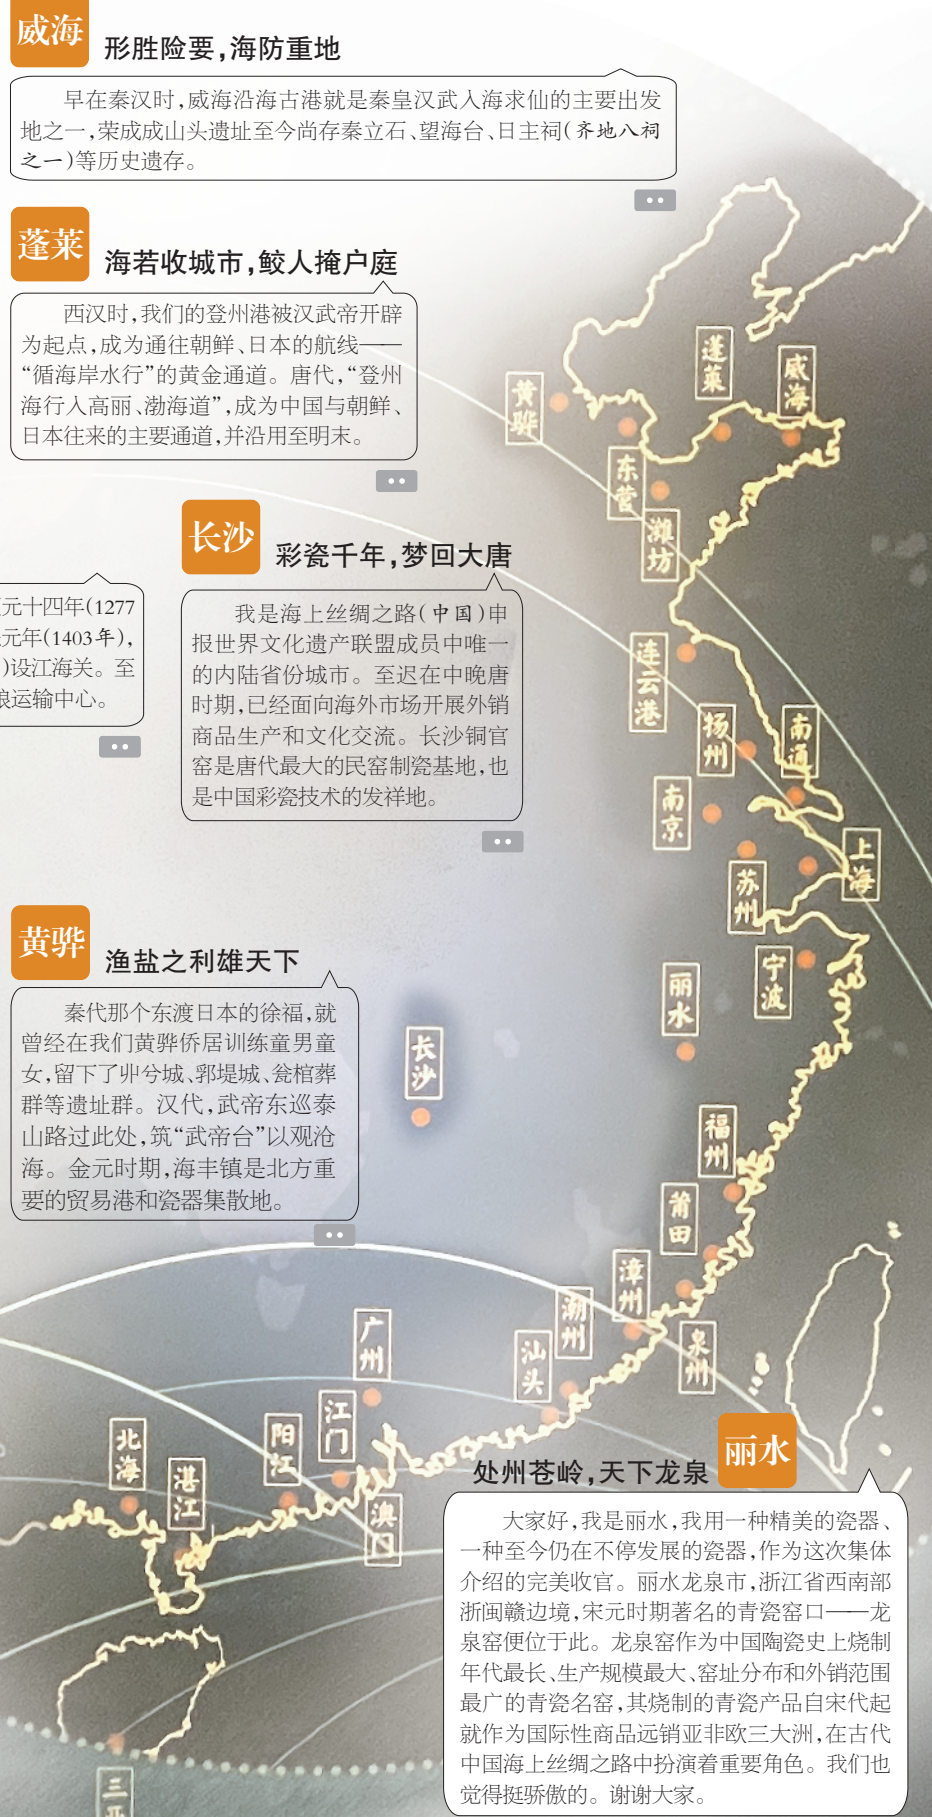 威海
形胜险要,海防重地
早在秦汉时,威海沿海古港就是秦皇汉武入海求仙的主要出发
地之一,荣成成山头遗址至今尚存秦立石、望海台、日主祠(齐地八祠
之一)等历史遗存。
蓬莱
海若收城市,鲛人掩户庭
西汉时,我们的登州港被汉武帝开辟
为起点,成为通往朝鲜、日本的航线——
“循海岸水行”的黄金通道。唐代,“登州
海行入高丽、渤海道”,成为中国与朝鲜、
日本往来的主要通道,并沿用至明末。
长沙
彩瓷千年,梦回大唐
我是海上丝绸之路(中国)申
报世界文化遗产联盟成员中唯一
的内陆省份城市。至迟在中晚唐
时期,已经面向海外市场开展外销
商品生产和文化交流。长沙铜官
窑是唐代最大的民窑制瓷基地,也
是中国彩瓷技术的发祥地。
元十四年(1277
元年(1403年),
)设江海关。至
粮运输中心。
黄骅
渔盐之利雄天下
秦代那个东渡日本的徐福,就
曾经在我们黄骅侨居训练童男童
女,留下了丱兮城、郛堤城、瓮棺葬
群等遗址群。汉代,武帝东巡泰
山路过此处,筑“武帝台”以观沧
海。金元时期,海丰镇是北方重
要的贸易港和瓷器集散地。
蓬莱
威海
黄骅
东营
潍坊
连云港
扬州
南通
南京
上海
苏州
宁波
丽水
长沙
福州
莆田
漳州
潮州
泉州
汕头
广州
江门
阳江
北海
湛江
澳门
三亚
丽水
处州苍岭,天下龙泉
大家好,我是丽水,我用一种精美的瓷器、
一种至今仍在不停发展的瓷器,作为这次集体
介绍的完美收官。丽水龙泉市,浙江省西南部
浙闽赣边境,宋元时期著名的青瓷窑口——龙
泉窑便位于此。龙泉窑作为中国陶瓷史上烧制
年代最长、生产规模最大、窑址分布和外销范围
最广的青瓷名窑,其烧制的青瓷产品自宋代起
就作为国际性商品远销亚非欧三大洲,在古代
中国海上丝绸之路中扮演着重要角色。我们也
觉得挺骄傲的。谢谢大家。